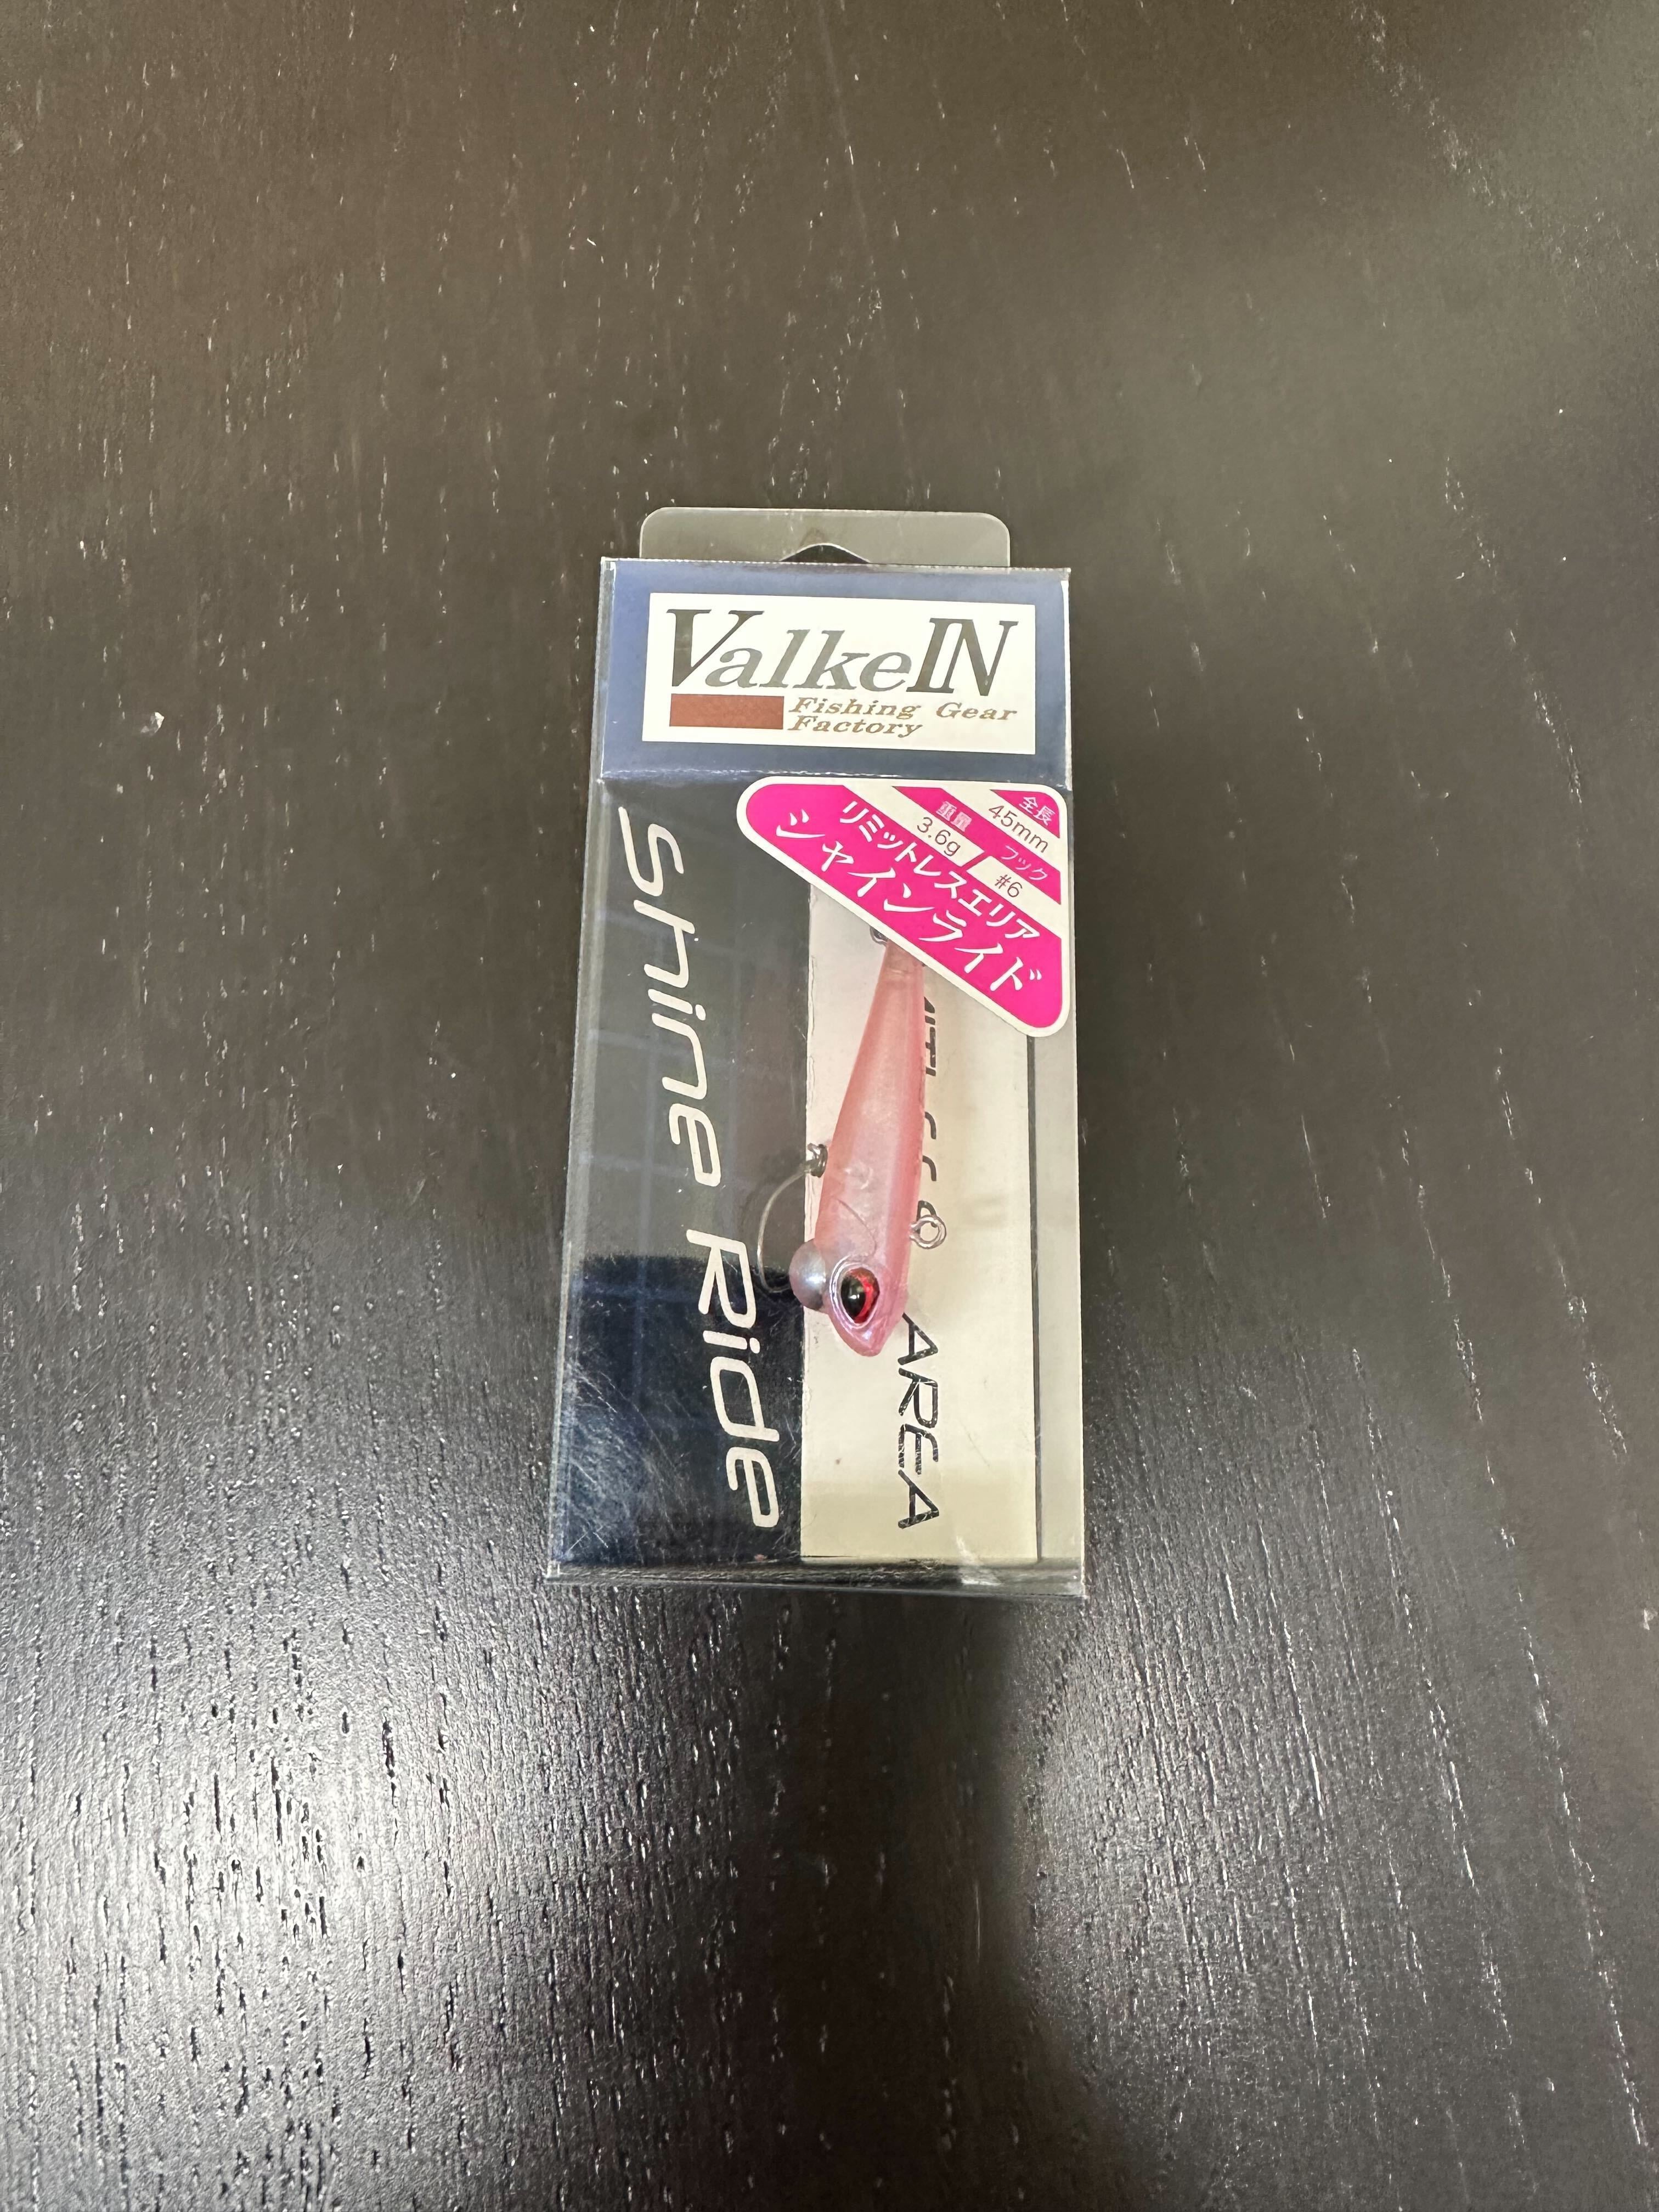 ValkeIN
Fishing Gear
Factory
全長
45mm
重量
3.6g
フック
#6
リミットレスエリア
シャインライド
Shine Ride
AREA